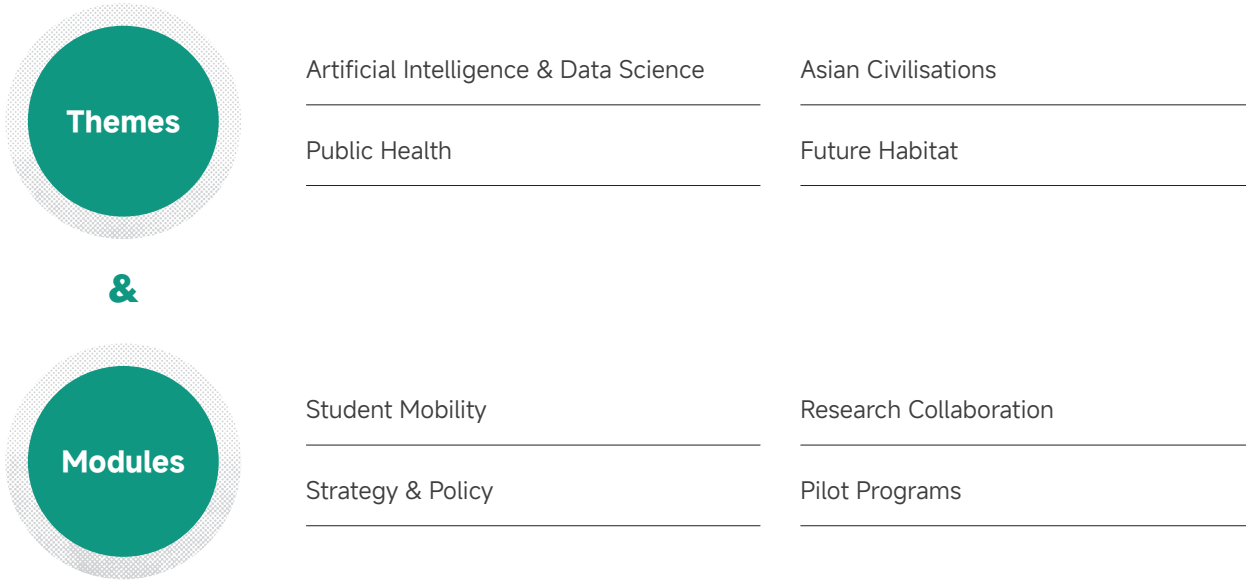 Themes
Artificial Intelligence & Data Science
Asian Civilisations
Public Health
Future Habitat
&
Modules
Student Mobility
Research Collaboration
Strategy & Policy
Pilot Programs